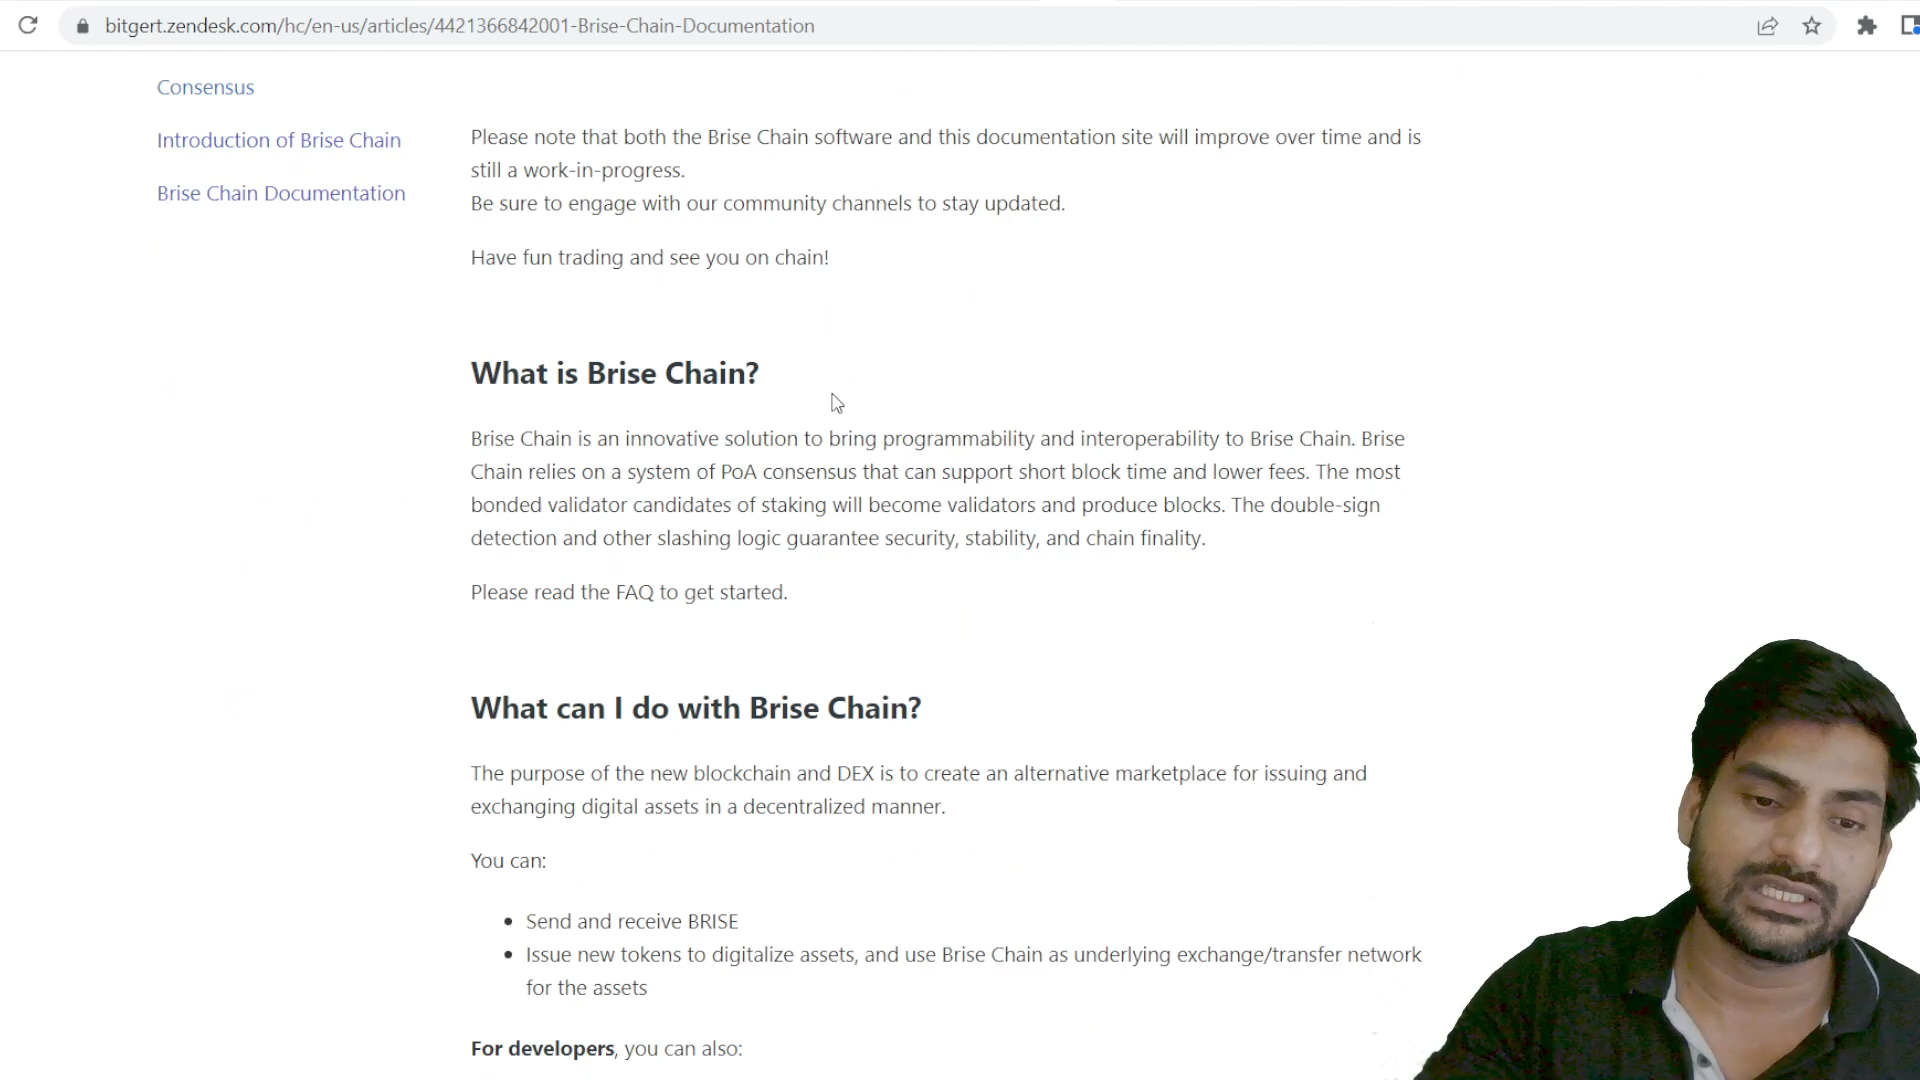 bitgert.zendesk.com/hc/en-us/articles/4421366842001-Brise-Chain-Documentation
Consensus
Introduction of Brise Chain
Brise Chain Documentation
Please note that both the Brise Chain software and this documentation site will improve over time and is
still a work-in-progress.
Be sure to engage with our community channels to stay updated.
Have fun trading and see you on chain!
What is Brise Chain?
Brise Chain is an innovative solution to bring programmability and interoperability to Brise Chain. Brise
Chain relies on a system of PoA consensus that can support short block time and lower fees. The most
bonded validator candidates of staking will become validators and produce blocks. The double-sign
detection and other slashing logic guarantee security, stability, and chain finality.
Please read the FAQ to get started.
What can I do with Brise Chain?
The purpose of the new blockchain and DEX is to create an alternative marketplace for issuing and
exchanging digital assets in a decentralized manner.
You can:
• Send and receive BRISE
• Issue new tokens to digitalize assets, and use Brise Chain as underlying exchange/transfer network
for the assets
For developers, you can also: